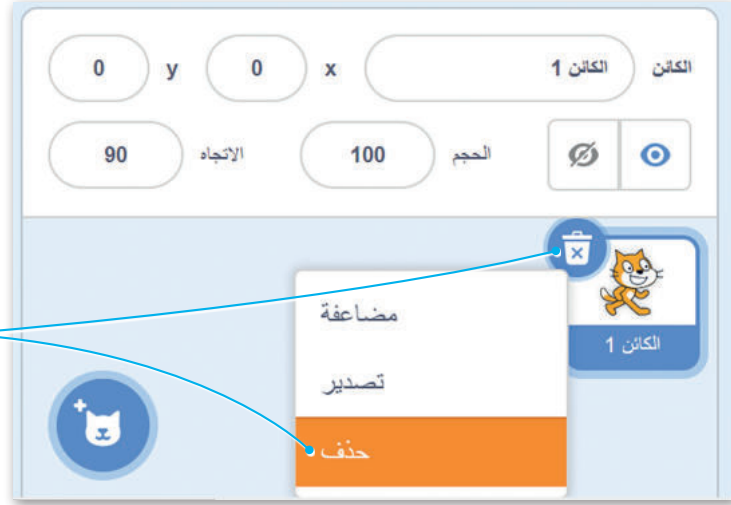 الكائن الكائن 1 x 0 y 0
الحجم 100 الاتجاه 90
الكائن 1
مضاعفة
تصدير
حذف